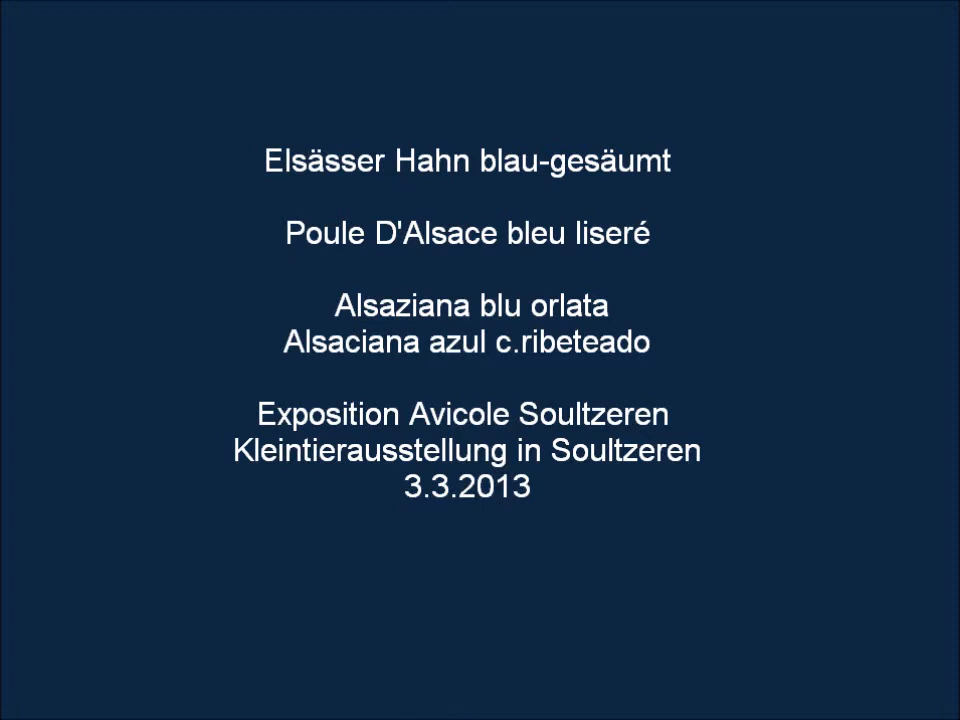 Elsässer Hahn blau-gesäumt
Poule D'Alsace bleu liseré
Alsaziana blu orlata
Alsaciana azul c.ribeteado
Exposition Avicole Soultzeren
Kleintierausstellung in Soultzeren
3.3.2013